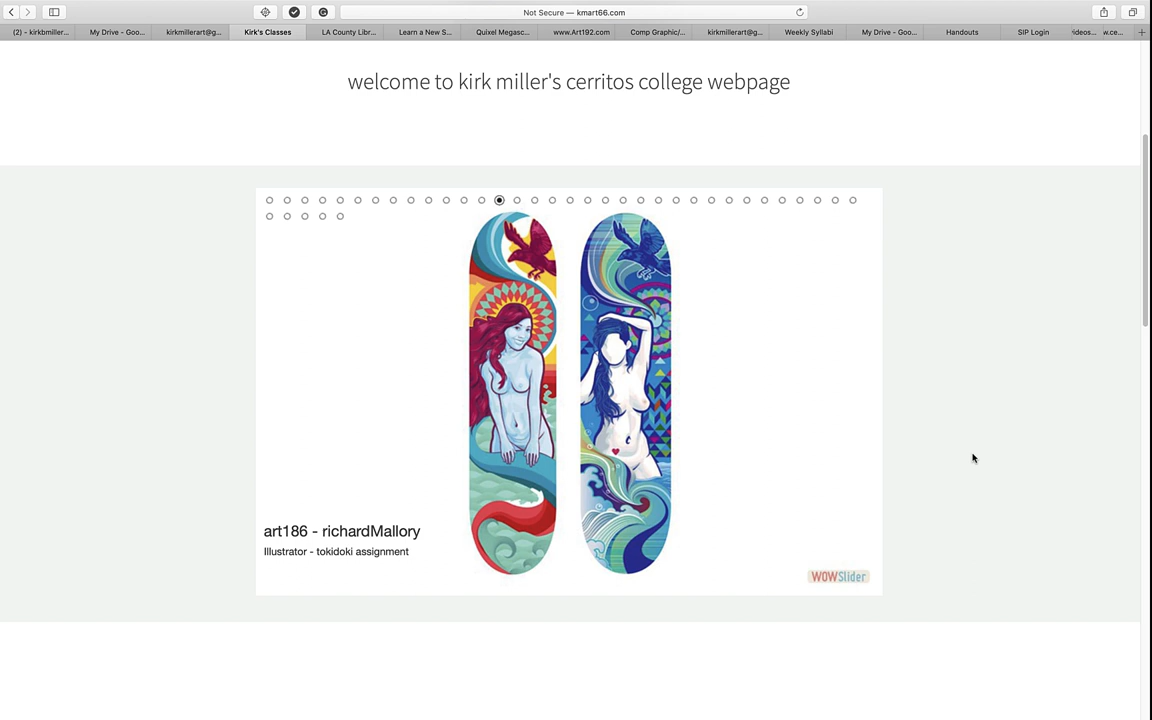 Not Secure — kmart66.com
(2) - kirkbmiller...
My Drive - Goo...
kirkmillerart@g...
Kirk's Classes
LA County Libr...
Learn a New S...
Quixel Megasc...
www.Art192.com
Comp Graphic/...
kirkmillerart@g...
Weekly Syllabi
My Drive - Goo...
Handouts
SIP Login
welcome to kirk miller's cerritos college webpage
art186 - richardMallory
Illustrator - tokidoki assignment
WOWSlider